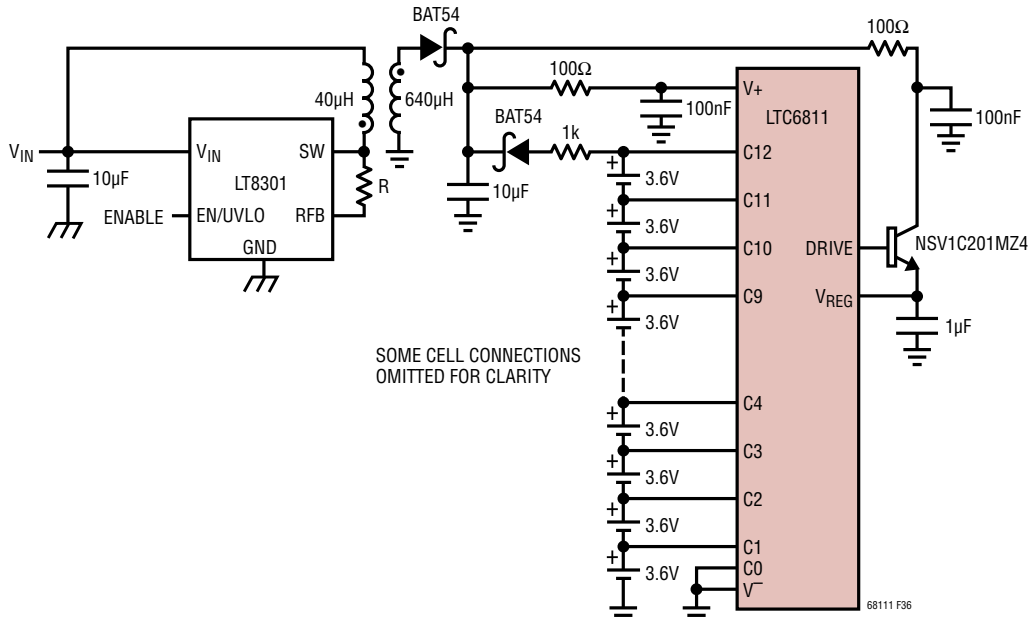 BAT54
100Ω
100Ω
V+
40µH
640µH
LTC6811
100nF
100nF
BAT54
1k
VIN
VIN
SW
C12
10µF
LT8301
R
10µF
3.6V
C11
ENABLE
EN/UVLO
RFB
3.6V
GND
C10
DRIVE
NSV1C201MZ4
3.6V
C9
VREG
3.6V
1µF
SOME CELL CONNECTIONS
OMITTED FOR CLARITY
C4
3.6V
C3
3.6V
C2
3.6V
C1
C0
3.6V
V–
68111 F36